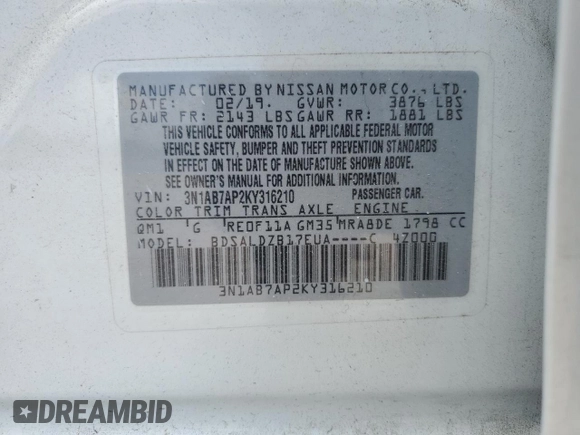 MANUFACTURED BY NISSAN MOTOR CO., LTD.
DATE: 02/19. GVWR: 3876 LBS
GAWR FR: 2143 LBS GAWR RR: 1881 LBS
THIS VEHICLE CONFORMS TO ALL APPLICABLE FEDERAL MOTOR
VEHICLE SAFETY, BUMPER AND THEFT PREVENTION STANDARDS
IN EFFECT ON THE DATE OF MANUFACTURE SHOWN ABOVE.
SEE OWNER'S MANUAL FOR ADDITIONAL INFORMATION
VIN: 3N1AB7AP2KY316210 PASSENGER CAR.
COLOR TRIM TRANS AXLE ENGINE
QM1 G RE0F11A GM35 MRA8DE 1798 CC
MODEL: BDSALDZB17EUA----C 4Z000
3N1AB7AP2KY316210
DREAMBID